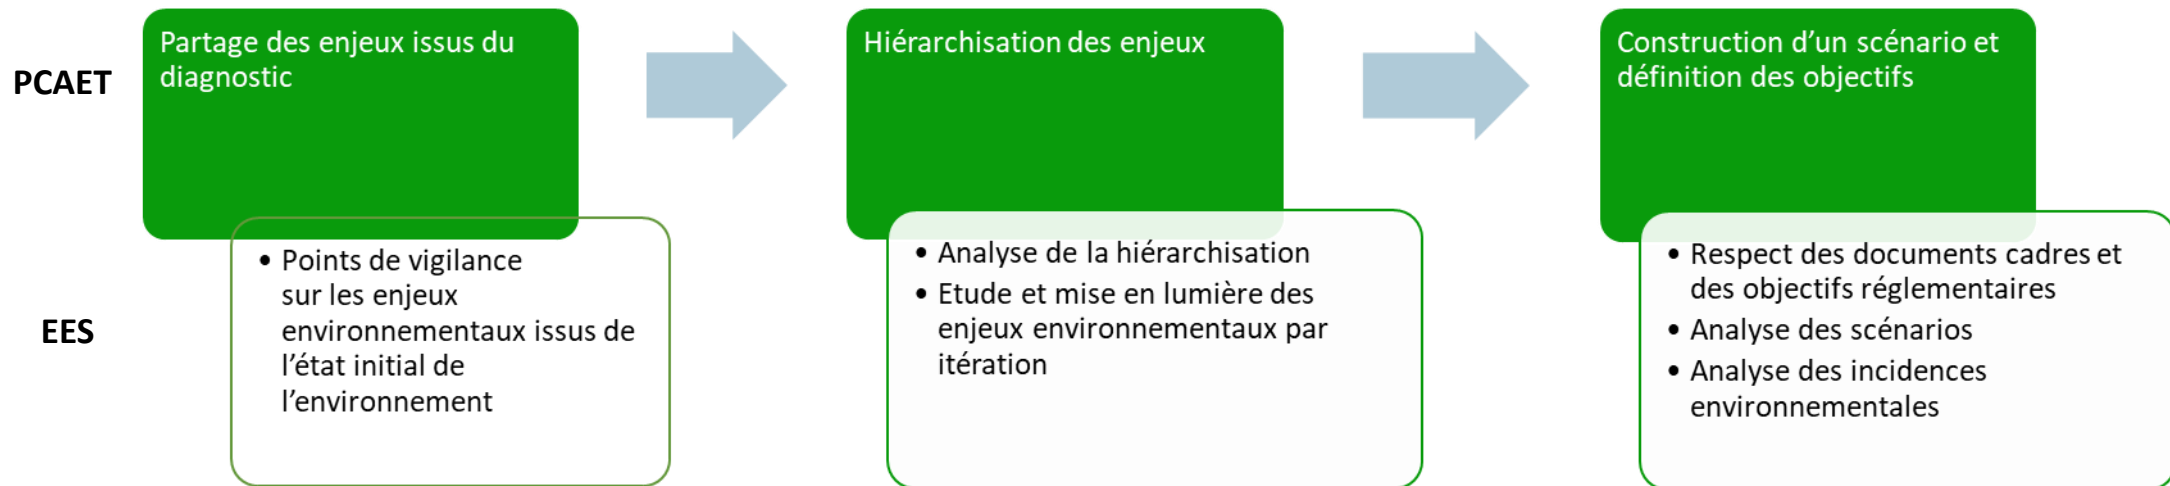 PCAET
Partage des enjeux issus du
diagnostic
Hiérarchisation des enjeux
Construction d’un scénario et
définition des objectifs
EES
• Points de vigilance
sur les enjeux
environnementaux issus de
l’état initial de
l’environnement
• Analyse de la hiérarchisation
• Etude et mise en lumière des
enjeux environnementaux par
itération
• Respect des documents cadres et
des objectifs réglementaires
• Analyse des scénarios
• Analyse des incidences
environnementales